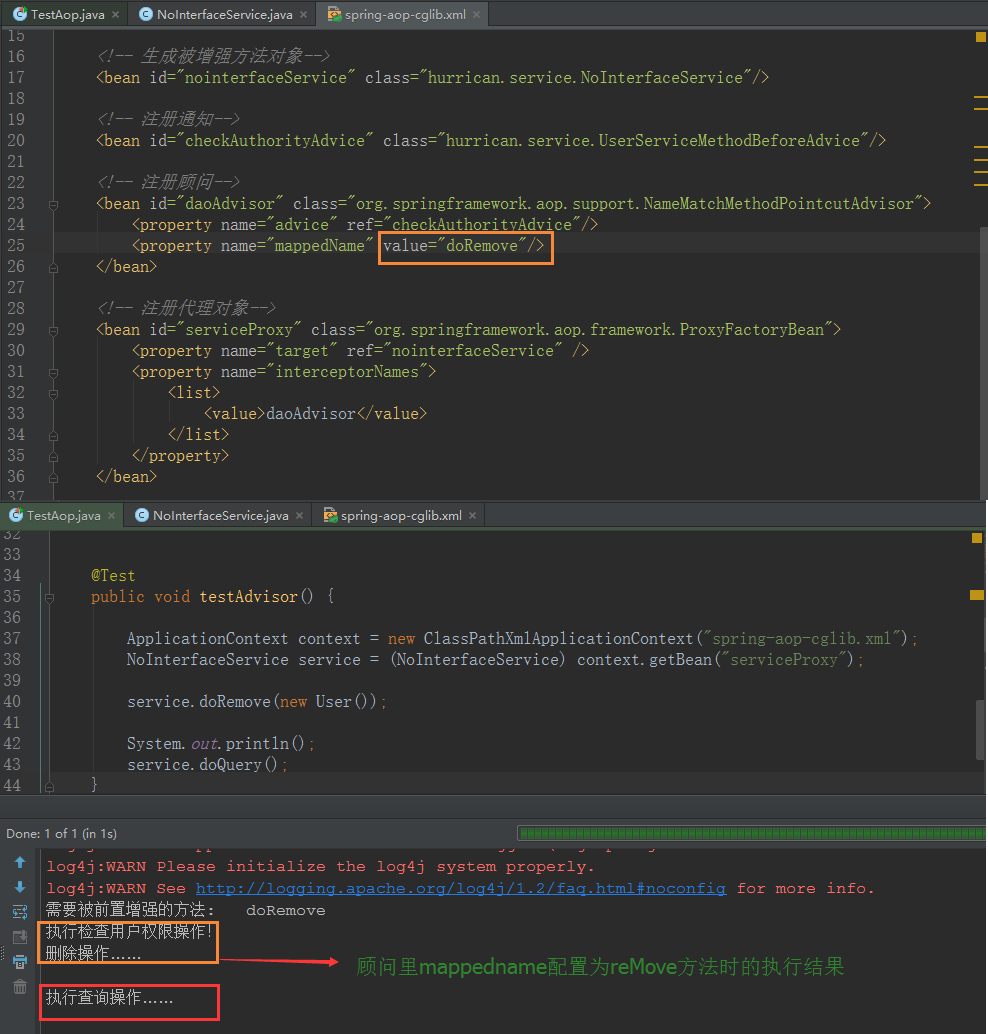 TestAop.java × NoInterfaceService.java × spring-aop-cglib.xml ×
15
16 <!-- 生成被增强方法对象-->
17 <bean id="nointerfaceService" class="hurrican.service.NoInterfaceService"/>
18
19 <!-- 注册通知-->
20 <bean id="checkAuthorityAdvice" class="hurrican.service.UserServiceMethodBeforeAdvice"/>
21
22 <!-- 注册顾问-->
23 <bean id="daoAdvisor" class="org.springframework.aop.support.NameMatchMethodPointcutAdvisor">
24 <property name="advice" ref="checkAuthorityAdvice"/>
25 <property name="mappedName" value="doRemove"/>
26 </bean>
27
28 <!-- 注册代理对象-->
29 <bean id="serviceProxy" class="org.springframework.aop.framework.ProxyFactoryBean">
30 <property name="target" ref="nointerfaceService" />
31 <property name="interceptorNames">
32 <list>
33 <value>daoAdvisor</value>
34 </list>
35 </property>
36 </bean>
37
TestAop.java × NoInterfaceService.java × spring-aop-cglib.xml ×
32
33
34 @Test
35 public void testAdvisor() {
36
37 ApplicationContext context = new ClassPathXmlApplicationContext("spring-aop-cglib.xml");
38 NoInterfaceService service = (NoInterfaceService) context.getBean("serviceProxy");
39
40 service.doRemove(new User());
41
42 System.out.println();
43 service.doQuery();
44 }
Done: 1 of 1 (in 1s)
log4j:WARN Please initialize the log4j system properly.
log4j:WARN See http://logging.apache.org/log4j/1.2/faq.html#noconfig for more info.
需要被前置增强的方法: doRemove
执行检查用户权限操作!
删除操作......
顾问里mappedname配置为reMove方法时的执行结果
执行查询操作......